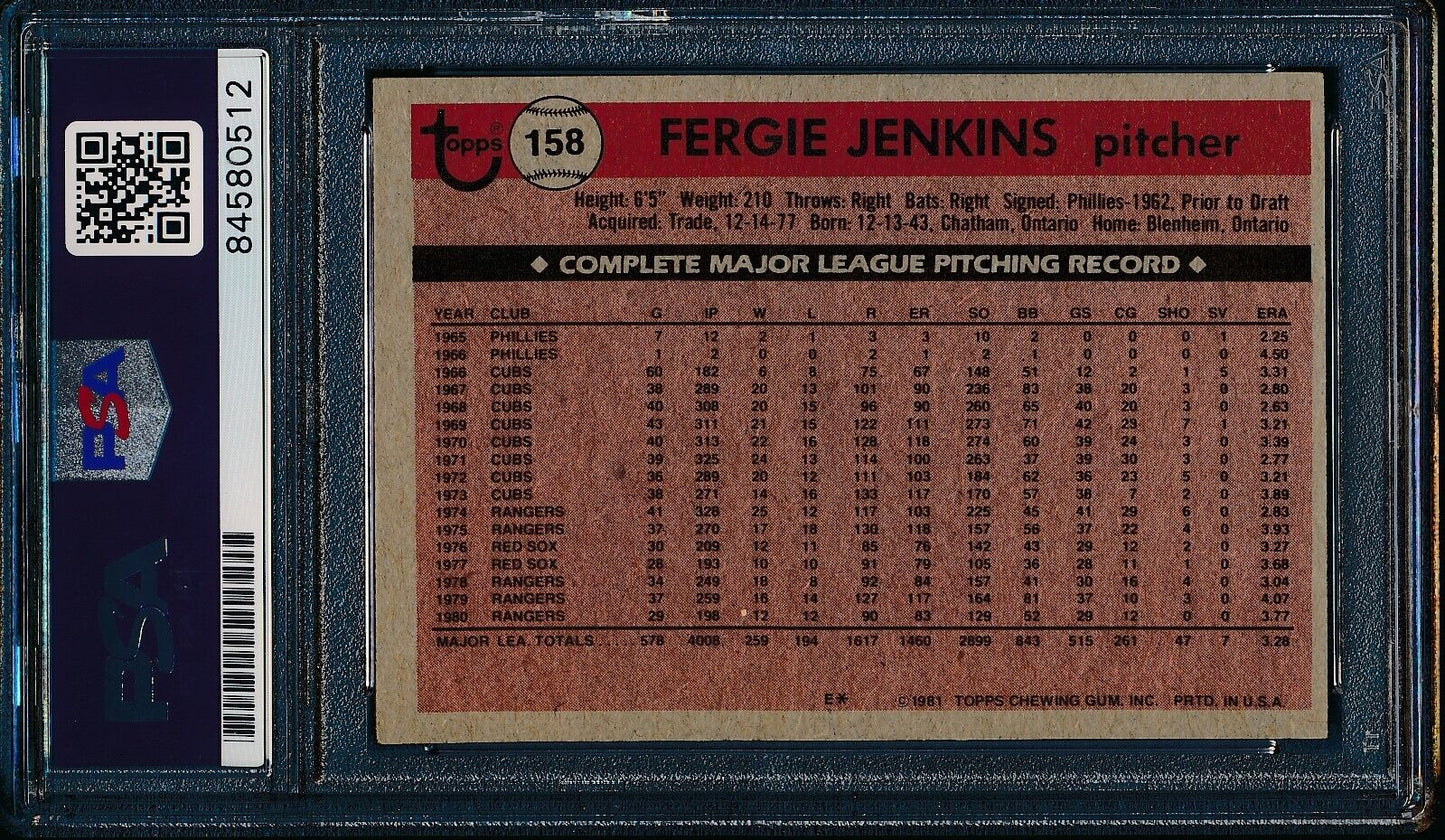 84580512
PSA
PSA
topps® 158 FERGIE JENKINS pitcher
Height: 6'5" Weight: 210 Throws: Right Bats: Right Signed: Phillies-1962, Prior to Draft
Acquired: Trade, 12-14-77 Born: 12-13-43, Chatham, Ontario Home: Blenheim, Ontario
◆ COMPLETE MAJOR LEAGUE PITCHING RECORD ◆
YEAR CLUB G IP W L R ER SO BB GS CG SHO SV ERA
1965 PHILLIES 7 12 2 1 3 3 10 2 0 0 0 1 2.25
1966 PHILLIES 1 2 0 0 2 1 2 1 0 0 0 0 4.50
1966 CUBS 60 182 6 8 75 67 148 51 12 2 1 5 3.31
1967 CUBS 38 289 20 13 101 90 236 83 38 20 3 0 2.80
1968 CUBS 40 308 20 15 96 90 260 65 40 20 3 0 2.63
1969 CUBS 43 311 21 15 122 111 273 71 42 23 7 1 3.21
1970 CUBS 40 313 22 16 128 118 274 60 39 24 3 0 3.39
1971 CUBS 39 325 24 13 114 100 263 37 39 30 3 0 2.77
1972 CUBS 36 289 20 12 111 103 184 62 36 23 5 0 3.21
1973 CUBS 38 271 14 16 133 117 170 57 38 7 2 0 3.89
1974 RANGERS 41 328 25 12 117 103 225 45 41 29 6 0 2.83
1975 RANGERS 37 270 17 18 130 118 157 56 37 22 4 0 3.93
1976 RED SOX 30 209 12 11 85 76 142 43 29 12 2 0 3.27
1977 RED SOX 28 193 10 10 91 79 105 36 28 11 1 0 3.68
1978 RANGERS 34 249 18 8 92 84 157 41 30 16 4 0 3.04
1979 RANGERS 37 259 16 14 127 117 164 81 37 10 3 0 4.07
1980 RANGERS 29 198 12 12 90 83 129 52 29 12 0 0 3.77
MAJOR LEA. TOTALS 578 4008 259 194 1617 1460 2899 843 515 261 47 7 3.28
E* ©1981 TOPPS CHEWING GUM, INC. PRTD. IN U.S.A.